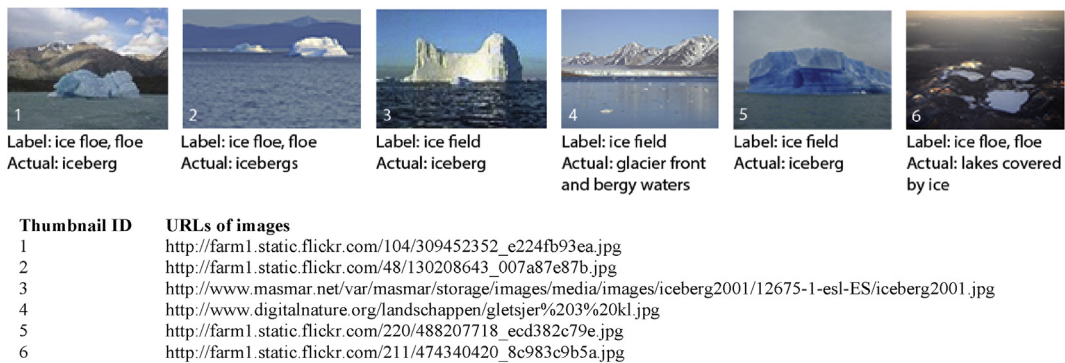 1
2
3
4
5
6
Label: ice floe, floe
Actual: iceberg
Label: ice floe, floe
Actual: icebergs
Label: ice field
Actual: iceberg
Label: ice field
Actual: glacier front
and bergy waters
Label: ice field
Actual: iceberg
Label: ice floe, floe
Actual: lakes covered
by ice
Thumbnail ID URLs of images
1 http://farm1.static.flickr.com/104/309452352_e224fb93ea.jpg
2 http://farm1.static.flickr.com/48/130208643_007a87e87b.jpg
3 http://www.masmar.net/var/masmar/storage/images/media/images/iceberg2001/12675-1-esl-ES/iceberg2001.jpg
4 http://www.digitalnature.org/landschappen/gletsjer%203%20kl.jpg
5 http://farm1.static.flickr.com/220/488207718_ecd382c79e.jpg
6 http://farm1.static.flickr.com/211/474340420_8c983c9b5a.jpg